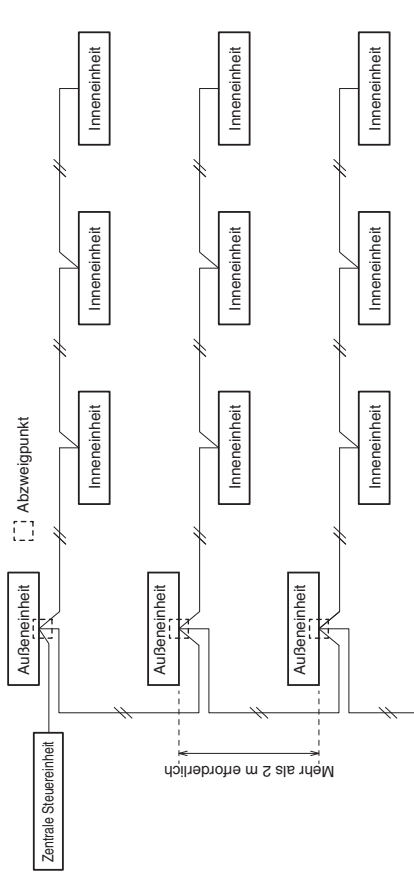 Abzweigpunkt
Zentrale Steuereinheit
Außeneinheit
Inneneinheit
Inneneinheit
Inneneinheit
Außeneinheit
Inneneinheit
Inneneinheit
Inneneinheit
Mehr als 2 m erforderlich
Außeneinheit
Inneneinheit
Inneneinheit
Inneneinheit